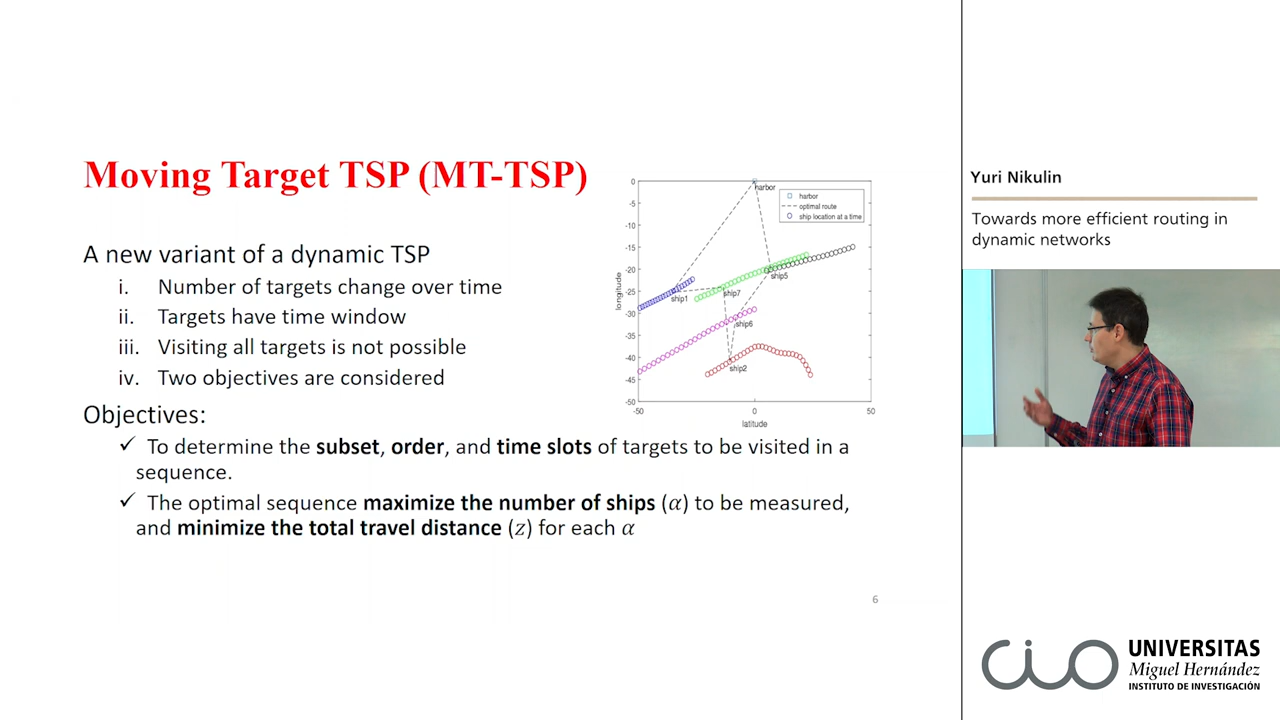 Moving Target TSP (MT-TSP)
A new variant of a dynamic TSP
i. Number of targets change over time
ii. Targets have time window
iii. Visiting all targets is not possible
iv. Two objectives are considered
Objectives:
✓ To determine the subset, order, and time slots of targets to be visited in a
sequence.
✓ The optimal sequence maximize the number of ships (α) to be measured,
and minimize the total travel distance (z) for each α
harbor
harbor
optimal route
ship location at a time
ship5
ship7
ship1
ship6
ship2
0
-5
-10
-15
-20
-25
-30
-35
-40
-45
-50
-50
0
50
longitude
latitude
6
Yuri Nikulin
Towards more efficient routing in
dynamic networks
cio
UNIVERSITAS
Miguel Hernández
INSTITUTO DE INVESTIGACIÓN